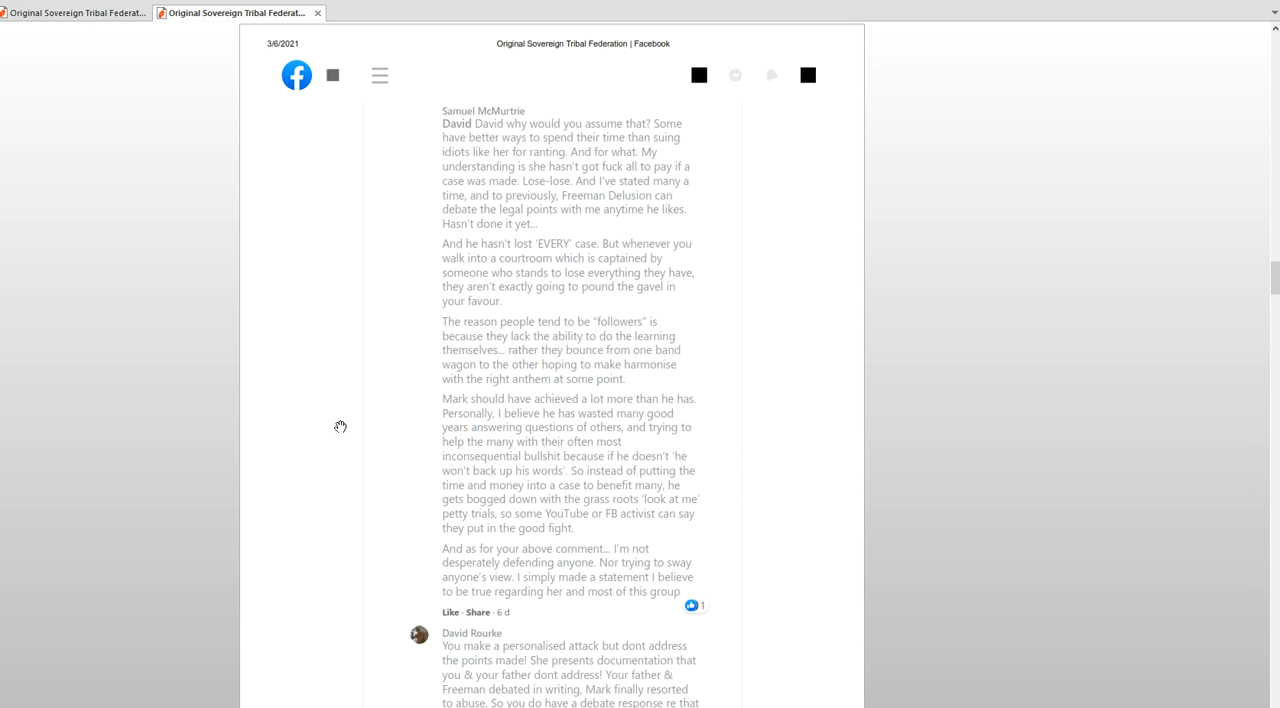 Original Sovereign Tribal Federat...
Original Sovereign Tribal Federat...
3/6/2021
Original Sovereign Tribal Federation | Facebook
Samuel McMurtrie
David David why would you assume that? Some
have better ways to spend their time than suing
idiots like her for ranting. And for what. My
understanding is she hasn't got fuck all to pay if a
case was made. Lose-lose. And I've stated many a
time, and to previously, Freeman Delusion can
debate the legal points with me anytime he likes.
Hasn't done it yet...
And he hasn't lost 'EVERY' case. But whenever you
walk into a courtroom which is captained by
someone who stands to lose everything they have,
they aren't exactly going to pound the gavel in
your favour.
The reason people tend to be "followers" is
because they lack the ability to do the learning
themselves... rather they bounce from one band
wagon to the other hoping to make harmonise
with the right anthem at some point.
Mark should have achieved a lot more than he has.
Personally, I believe he has wasted many good
years answering questions of others, and trying to
help the many with their often most
inconsequential bullshit because if he doesn't 'he
won't back up his words'. So instead of putting the
time and money into a case to benefit many, he
gets bogged down with the grass roots 'look at me'
petty trials, so some YouTube or FB activist can say
they put in the good fight.
And as for your above comment... I'm not
desperately defending anyone. Nor trying to sway
anyone's view. I simply made a statement I believe
to be true regarding her and most of this group
1
Like · Share · 6 d
David Rourke
You make a personalised attack but dont address
the points made! She presents documentation that
you & your father dont address! Your father &
Freeman debated in writing, Mark finally resorted
to abuse. So you do have a debate response re that